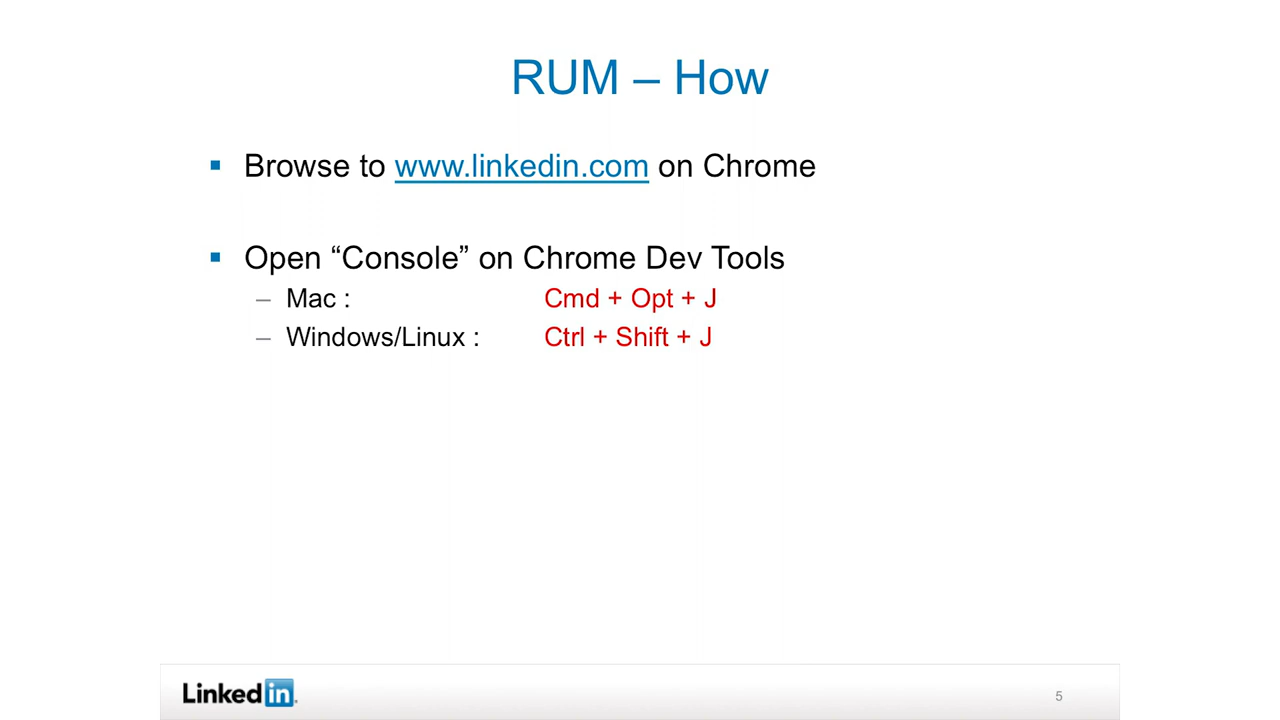 RUM – How
▪ Browse to www.linkedin.com on Chrome
▪ Open “Console” on Chrome Dev Tools
– Mac : Cmd + Opt + J
– Windows/Linux : Ctrl + Shift + J
Linked in
5